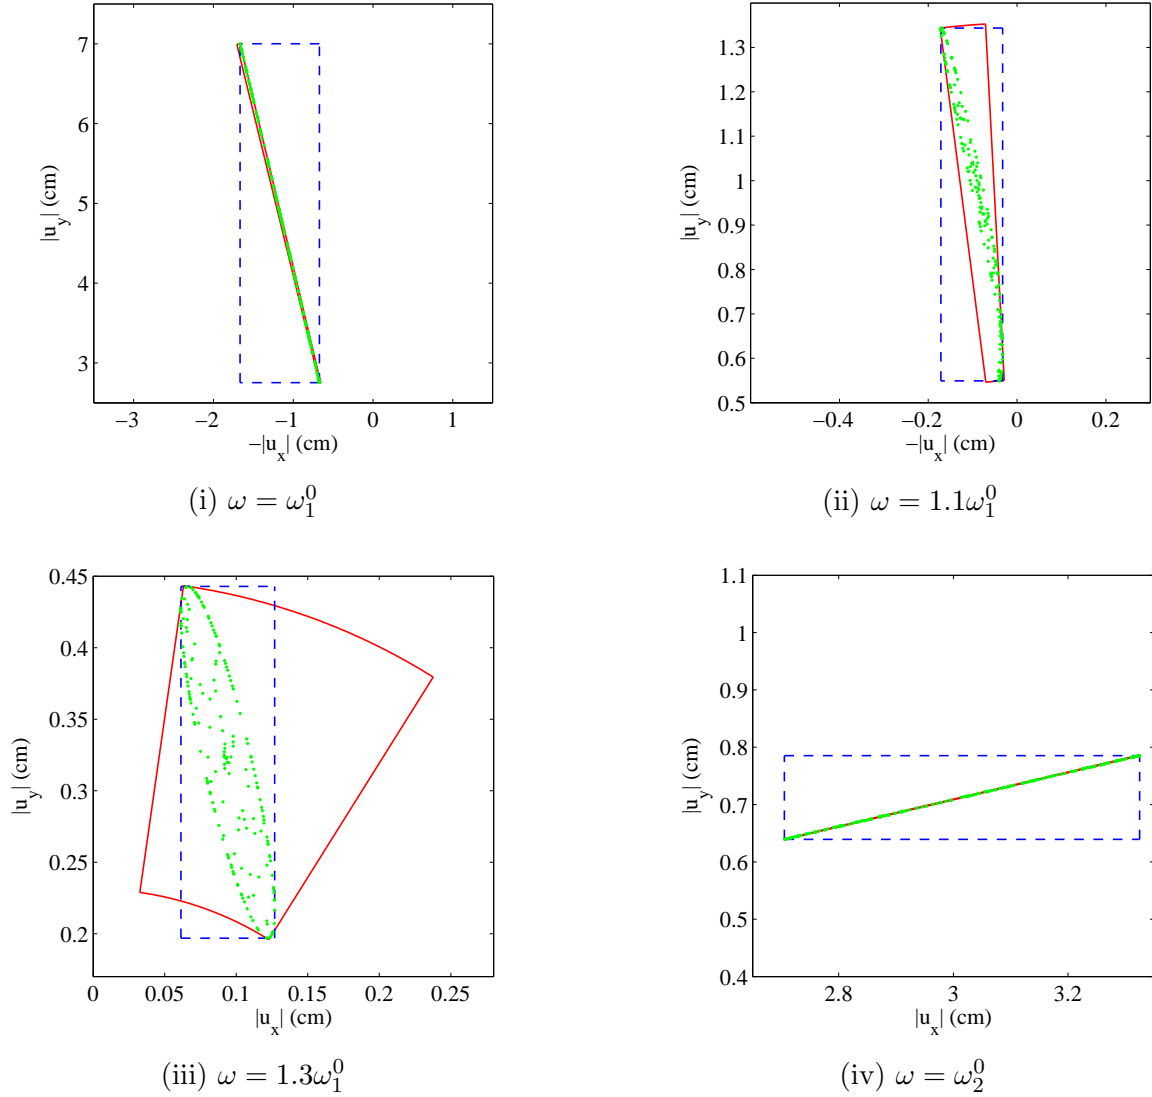 7
6
5
4
3
|u_y| (cm)
−3 −2 −1 0 1
−|u_x| (cm)
(i) ω = ω_1^0
1.3
1.2
1.1
1
0.9
0.8
0.7
0.6
0.5
|u_y| (cm)
−0.4 −0.2 0 0.2
−|u_x| (cm)
(ii) ω = 1.1ω_1^0
0.45
0.4
0.35
0.3
0.25
0.2
|u_y| (cm)
0 0.05 0.1 0.15 0.2 0.25
|u_x| (cm)
(iii) ω = 1.3ω_1^0
1.1
1
0.9
0.8
0.7
0.6
0.5
0.4
|u_y| (cm)
2.8 3 3.2
|u_x| (cm)
(iv) ω = ω_2^0